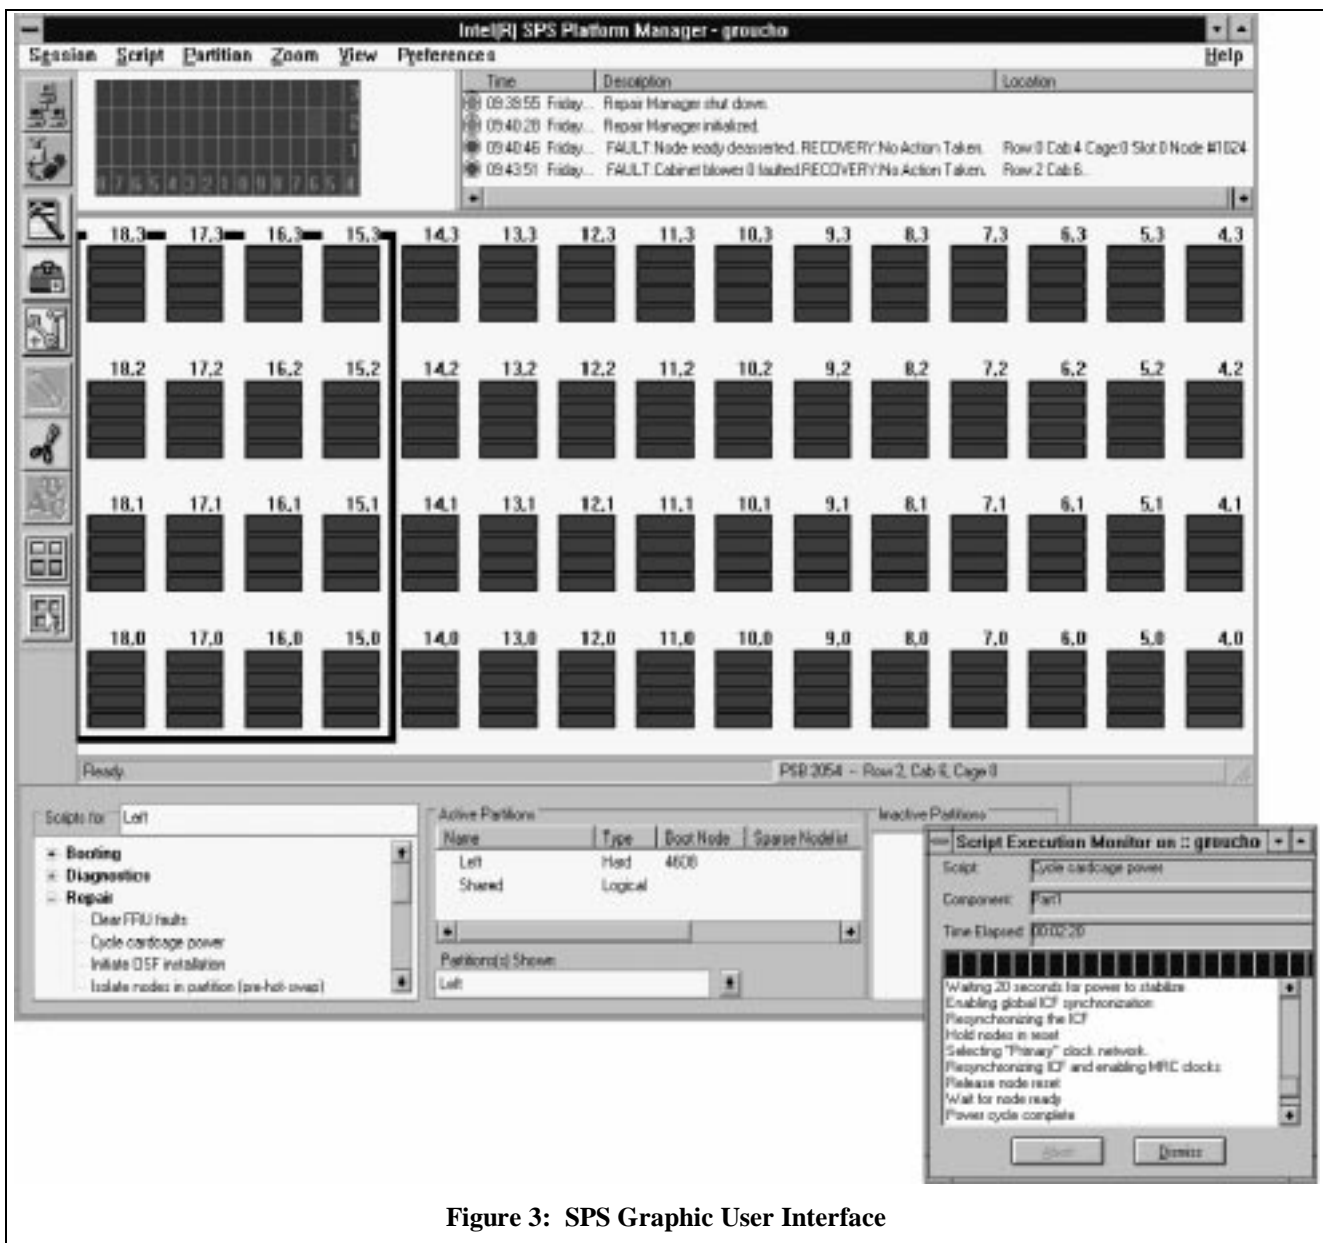 Intel(R) SPS Platform Manager - groucho
Session Script Partition Zoom View Preferences Help
Time Description Location
09:39:55 Friday... Repair Manager shut down.
09:40:28 Friday... Repair Manager initialized.
09:40:46 Friday... FAULT:Node ready deasserted. RECOVERY:No Action Taken. Row:0 Cab:4 Cage:0 Slot:0 Node #1024
09:43:51 Friday... FAULT:Cabinet blower 0 faulted.RECOVERY:No Action Taken. Row:2 Cab:6..
18,3 17,3 16,3 15,3 14,3 13,3 12,3 11,3 10,3 9,3 8,3 7,3 6,3 5,3 4,3
18,2 17,2 16,2 15,2 14,2 13,2 12,2 11,2 10,2 9,2 8,2 7,2 6,2 5,2 4,2
18,1 17,1 16,1 15,1 14,1 13,1 12,1 11,1 10,1 9,1 8,1 7,1 6,1 5,1 4,1
18,0 17,0 16,0 15,0 14,0 13,0 12,0 11,0 10,0 9,0 8,0 7,0 6,0 5,0 4,0
Ready. PSB 2054 -- Row 2, Cab 6, Cage 0
Scripts for Left
Booting
Diagnostics
Repair
Clear FRU faults
Cycle cardcage power
Initiate OSF installation
Isolate nodes in partition (pre-hot-swap)
Active Partitions
Name Type Boot Node Sparse Nodelist
Left Hard 4608
Shared Logical
Partitions(s) Shown:
Left
Inactive Partitions
Script Execution Monitor on :: groucho
Script: Cycle cardcage power
Component: Part1
Time Elapsed: 00:02:20
Waiting 20 seconds for power to stabilize
Enabling global ICF synchronization
Resynchronizing the ICF
Hold nodes in reset
Selecting "Primary" clock network.
Resynchronizing ICF and enabling MRC clocks
Release node reset
Wait for node ready
Power cycle complete
Abort Dismiss
Figure 3: SPS Graphic User Interface